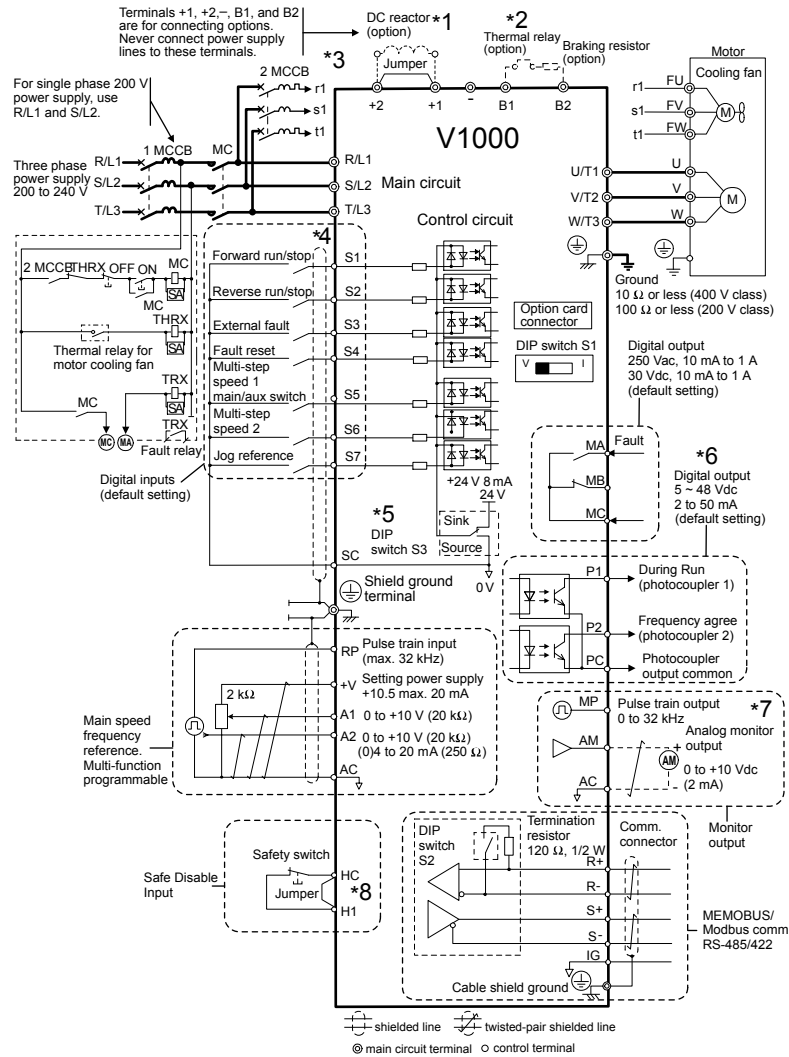 Terminals +1, +2,–, B1, and B2
are for connecting options.
Never connect power supply
lines to these terminals.
DC reactor *1
(option)
Jumper
*2
Thermal relay
(option)
Braking resistor
(option)
Motor
Cooling fan
r1 FU
s1 FV
t1 FW
M
*3
2 MCCB
r1
s1
t1
+2
+1
-
B1
B2
For single phase 200 V
power supply, use
R/L1 and S/L2.
V1000
1 MCCB
MC
Three phase
power supply
200 to 240 V
R/L1
S/L2
T/L3
R/L1
S/L2
T/L3
Main circuit
U/T1
V/T2
W/T3
U
V
W
M
Ground
10 Ω or less (400 V class)
100 Ω or less (200 V class)
Control circuit
*4
Forward run/stop S1
Reverse run/stop S2
External fault S3
Fault reset S4
Multi-step
speed 1
main/aux switch S5
Multi-step
speed 2 S6
Jog reference S7
Digital inputs
(default setting)
2 MCCB THRX OFF ON
MC
SA
MC
THRX
SA
Thermal relay for
motor cooling fan
TRX
SA
MC
MC
MA
TRX
Fault relay
Option card
connector
DIP switch S1
V I
Digital output
250 Vac, 10 mA to 1 A
30 Vdc, 10 mA to 1 A
(default setting)
MA Fault
MB
MC
*6
Digital output
5 ~ 48 Vdc
2 to 50 mA
(default setting)
+24 V 8 mA
24 V
Sink
Source
0 V
*5
DIP
switch S3
SC
Shield ground
terminal
P1 During Run
(photocoupler 1)
P2 Frequency agree
(photocoupler 2)
PC Photocoupler
output common
Main speed
frequency
reference.
Multi-function
programmable
2 kΩ
RP Pulse train input
(max. 32 kHz)
+V Setting power supply
+10.5 max. 20 mA
A1 0 to +10 V (20 kΩ)
A2 0 to +10 V (20 kΩ)
(0)4 to 20 mA (250 Ω)
AC
MP Pulse train output
0 to 32 kHz
*7
AM
Analog monitor
output
+
AM
0 to +10 Vdc
(2 mA)
-
AC
Monitor
output
Safe Disable
Input
Safety switch
Jumper
HC
*8
H1
DIP
switch
S2
Termination
resistor
120 Ω, 1/2 W
Comm.
connector
R+
R-
S+
S-
IG
Cable shield ground
MEMOBUS/
Modbus comm
RS-485/422
shielded line
twisted-pair shielded line
main circuit terminal
control terminal